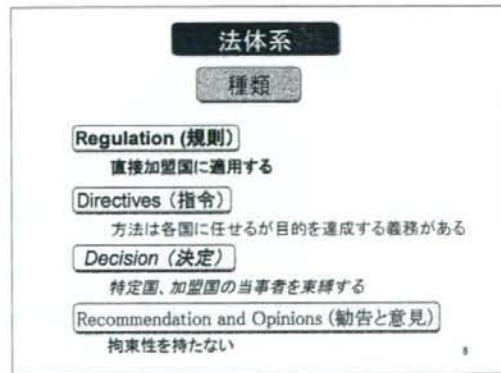 法体系
種類
Regulation (規則)
直接加盟国に適用する
Directives (指令)
方法は各国に任せるが目的を達成する義務がある
Decision (決定)
特定国、加盟国の当事者を束縛する
Recommendation and Opinions (勧告と意見)
拘束性を持たない